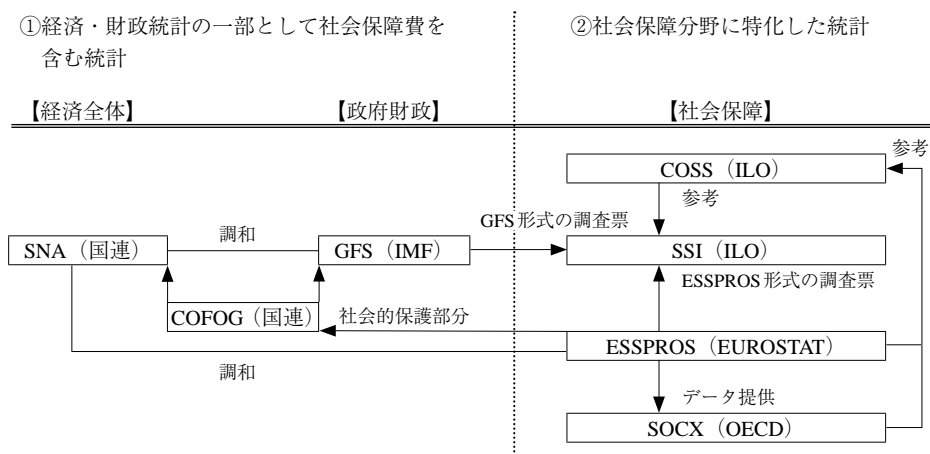 ①経済・財政統計の一部として社会保障費を
含む統計
②社会保障分野に特化した統計
【経済全体】
【政府財政】
【社会保障】
参考
COSS（ILO）
参考
GFS形式の調査票
調和
SNA（国連）
GFS（IMF）
SSI（ILO）
ESSPROS形式の調査票
COFOG（国連）
社会的保護部分
ESSPROS（EUROSTAT）
調和
データ提供
SOCX（OECD）